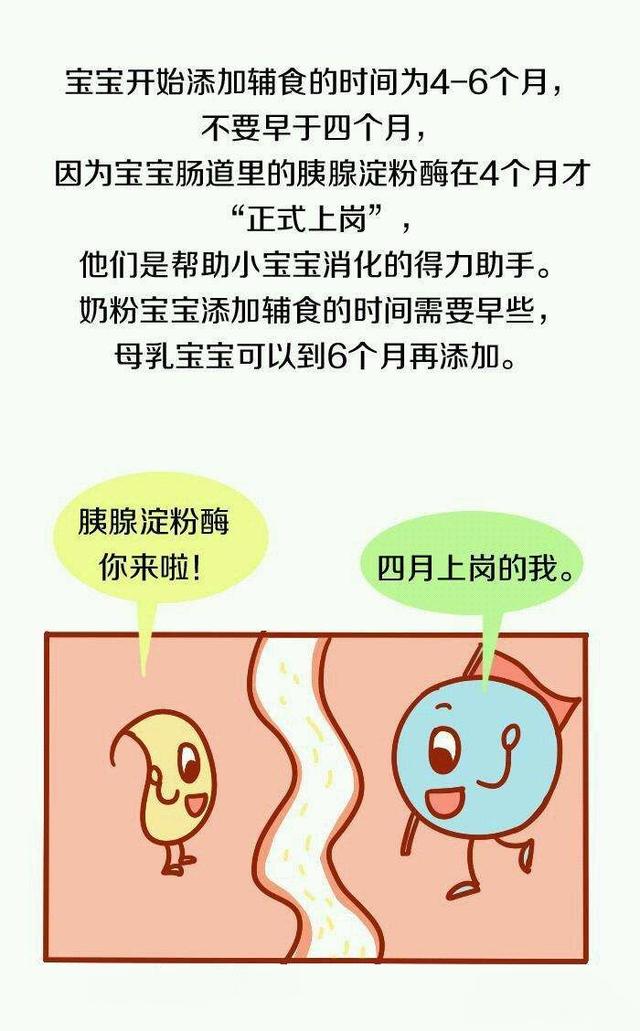 宝宝开始添加辅食的时间为4-6个月，
不要早于四个月，
因为宝宝肠道里的胰腺淀粉酶在4个月才
“正式上岗”，
他们是帮助小宝宝消化的得力助手。
奶粉宝宝添加辅食的时间需要早些，
母乳宝宝可以到6个月再添加。
胰腺淀粉酶
你来啦！
四月上岗的我。